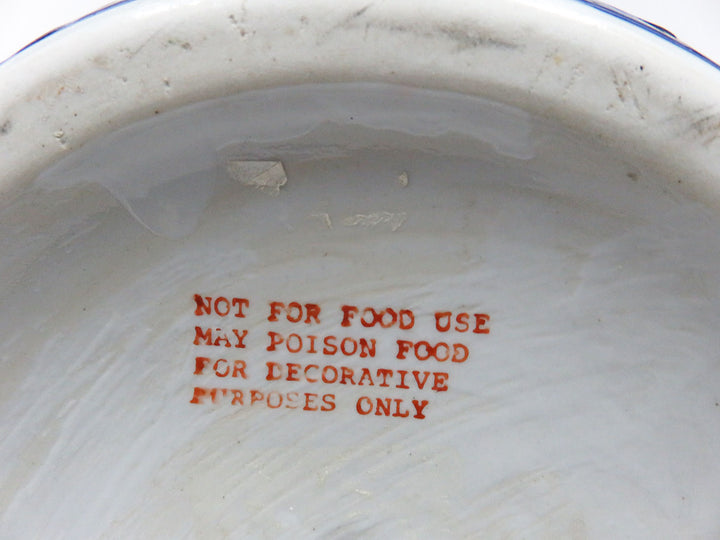 NOT FOR FOOD USE
MAY POISON FOOD
FOR DECORATIVE
PURPOSES ONLY